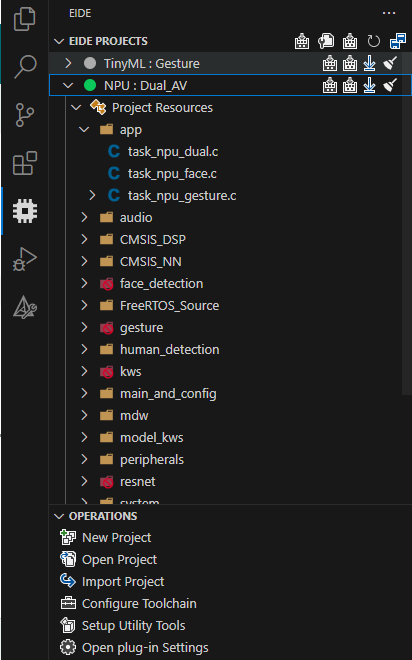 EIDE
EIDE PROJECTS
TinyML : Gesture
NPU : Dual_AV
Project Resources
app
C task_npu_dual.c
C task_npu_face.c
C task_npu_gesture.c
audio
CMSIS_DSP
CMSIS_NN
face_detection
FreeRTOS_Source
gesture
human_detection
kws
main_and_config
mdw
model_kws
peripherals
resnet
system
OPERATIONS
New Project
Open Project
Import Project
Configure Toolchain
Setup Utility Tools
Open plug-in Settings